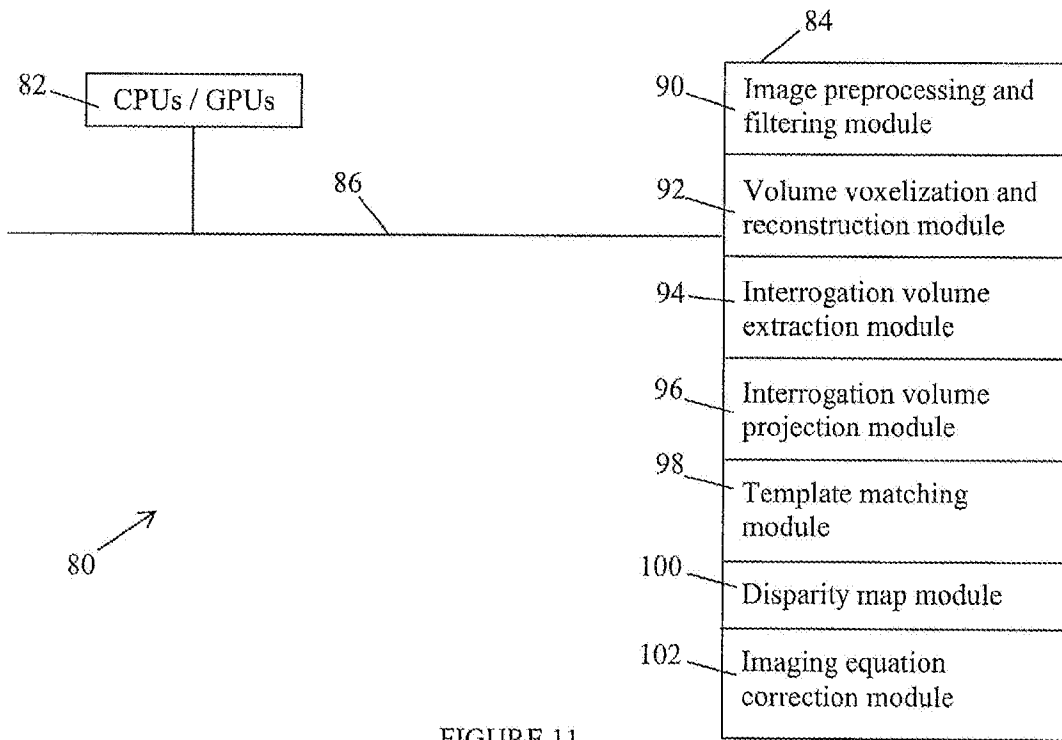 84
82
CPUs / GPUs
90
Image preprocessing and
filtering module
86
92
Volume voxelization and
reconstruction module
94
Interrogation volume
extraction module
96
Interrogation volume
projection module
98
Template matching
module
80
100
Disparity map module
102
Imaging equation
correction module
FIGURE 11